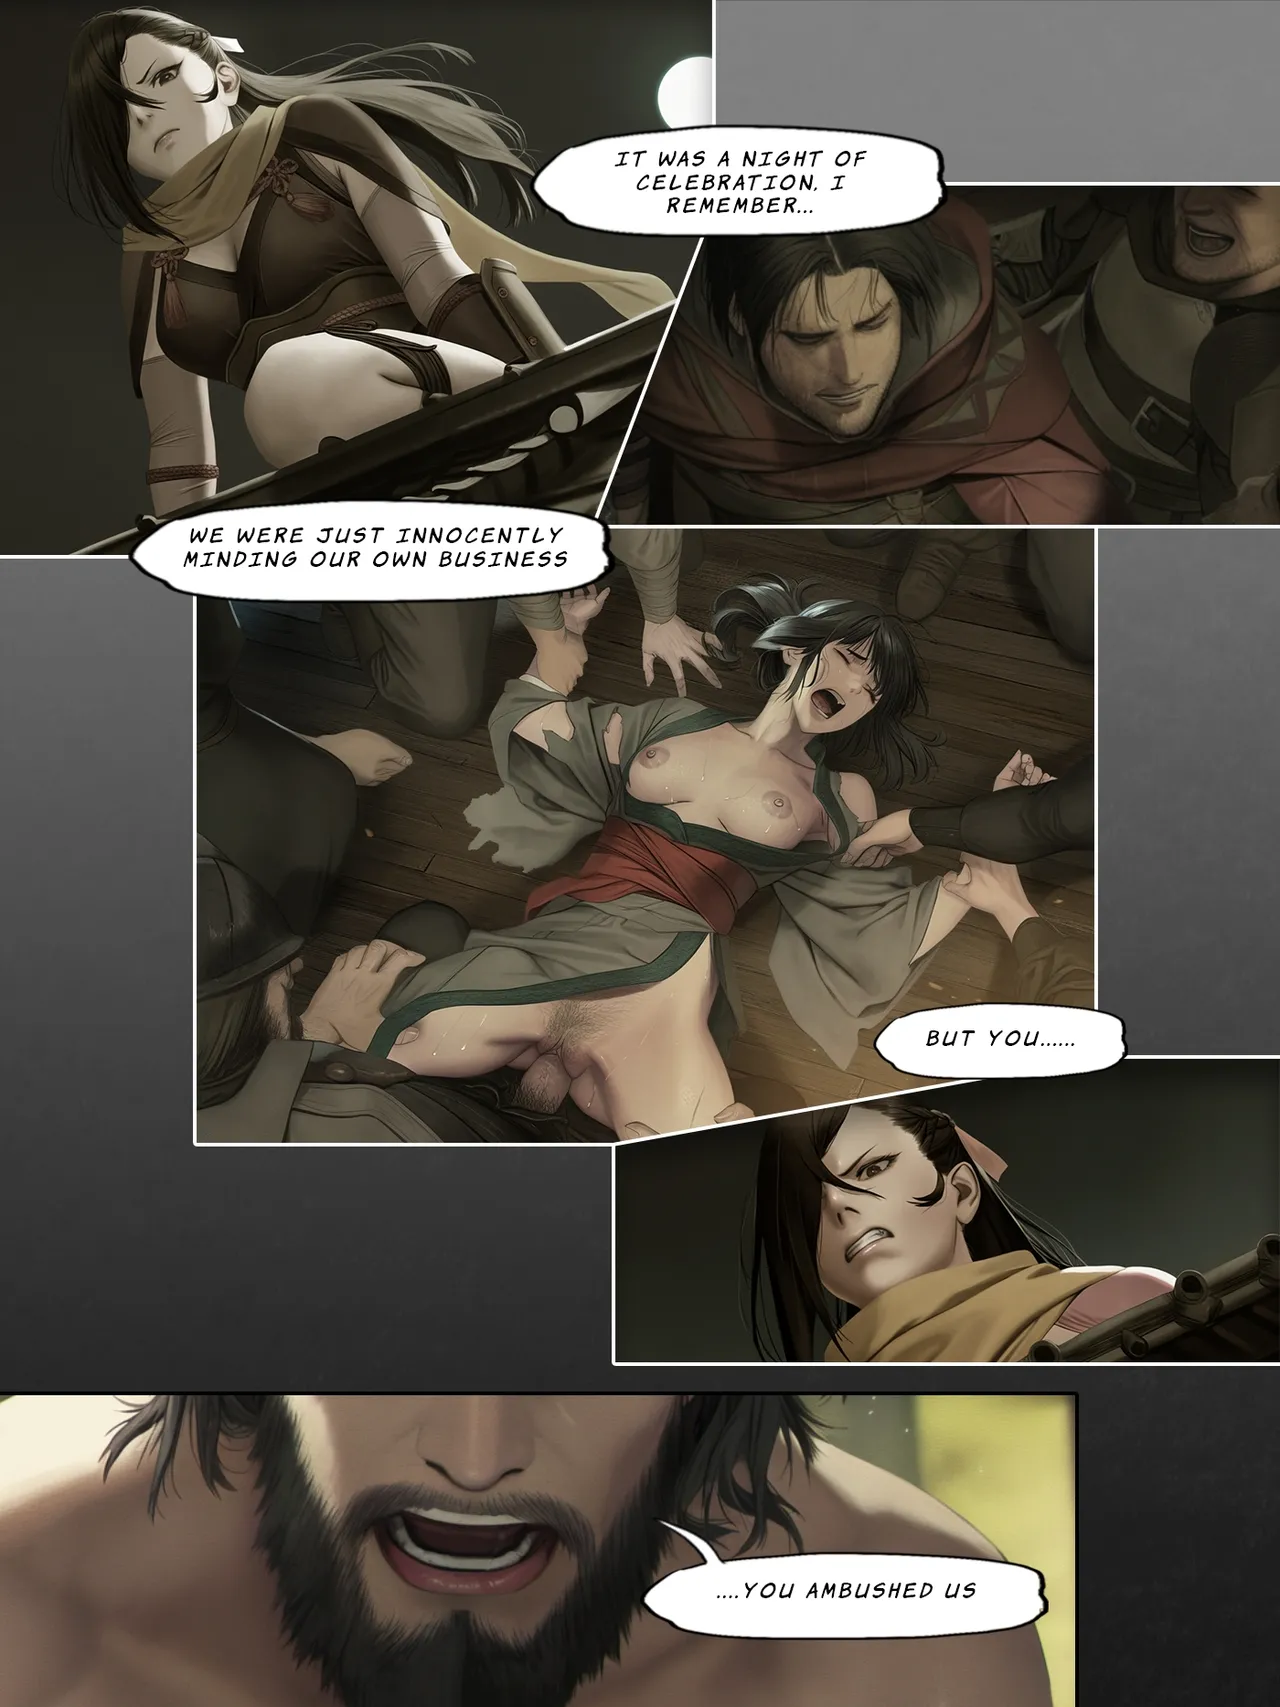 IT WAS A NIGHT OF
CELEBRATION, I
REMEMBER...
WE WERE JUST INNOCENTLY
MINDING OUR OWN BUSINESS
BUT YOU......
....YOU AMBUSHED US